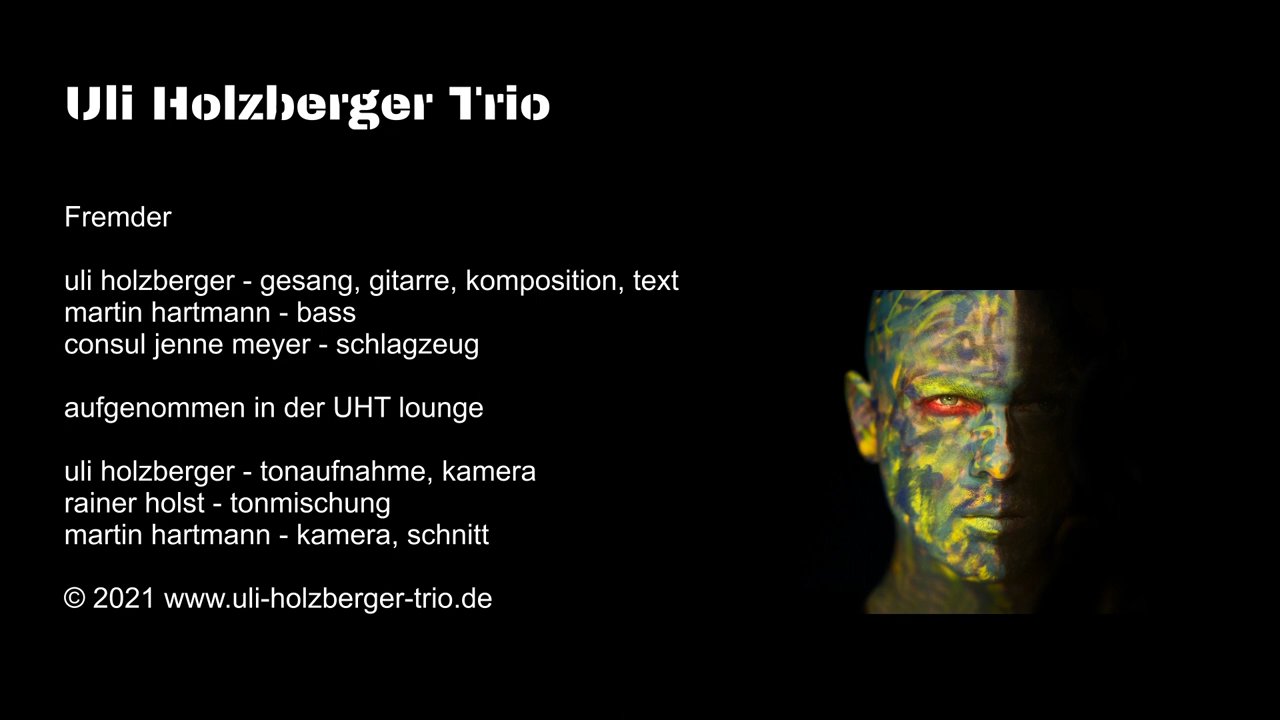 Uli Holzberger Trio
Fremder
uli holzberger - gesang, gitarre, komposition, text
martin hartmann - bass
consul jenne meyer - schlagzeug
aufgenommen in der UHT lounge
uli holzberger - tonaufnahme, kamera
rainer holst - tonmischung
martin hartmann - kamera, schnitt
© 2021 www.uli-holzberger-trio.de